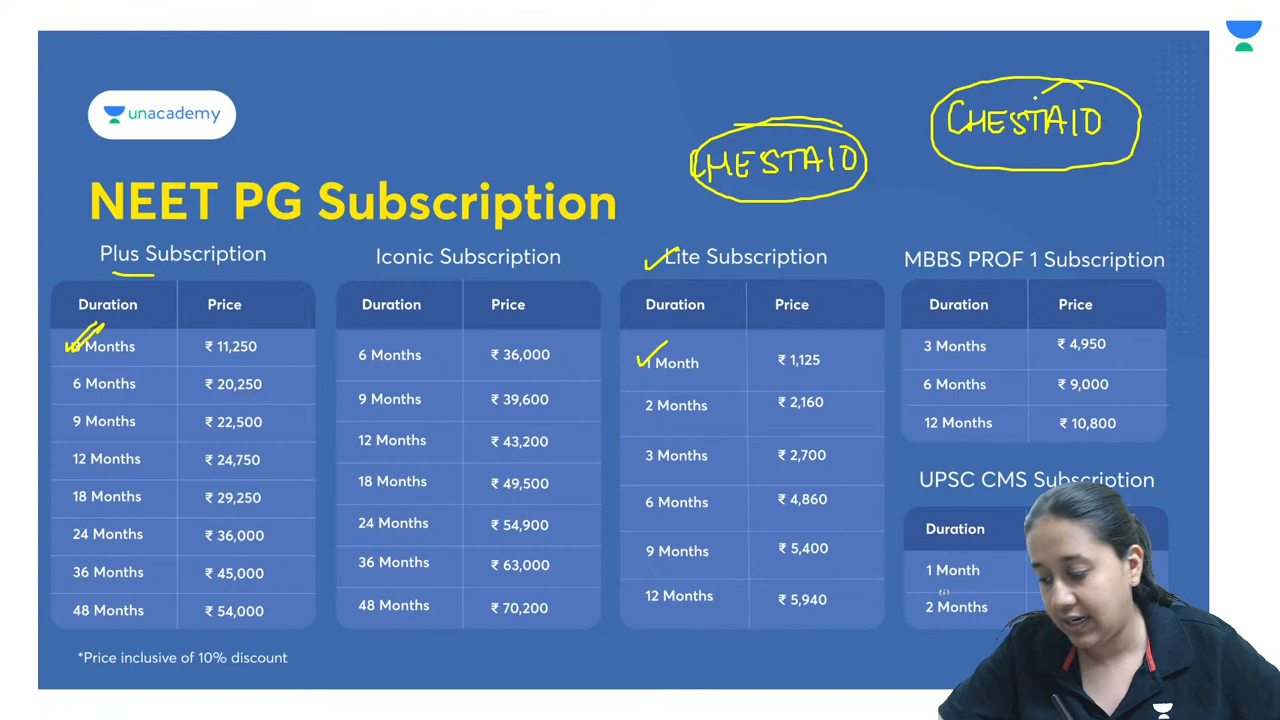 unacademy
CHESTAID
CHESTAID
NEET PG Subscription
Plus Subscription
Duration Price
Months ₹ 11,250
6 Months ₹ 20,250
9 Months ₹ 22,500
12 Months ₹ 24,750
18 Months ₹ 29,250
24 Months ₹ 36,000
36 Months ₹ 45,000
48 Months ₹ 54,000
*Price inclusive of 10% discount
Iconic Subscription
Duration Price
6 Months ₹ 36,000
9 Months ₹ 39,600
12 Months ₹ 43,200
18 Months ₹ 49,500
24 Months ₹ 54,900
36 Months ₹ 63,000
48 Months ₹ 70,200
Lite Subscription
Duration Price
1 Month ₹ 1,125
2 Months ₹ 2,160
3 Months ₹ 2,700
6 Months ₹ 4,860
9 Months ₹ 5,400
12 Months ₹ 5,940
MBBS PROF 1 Subscription
Duration Price
3 Months ₹ 4,950
6 Months ₹ 9,000
12 Months ₹ 10,800
UPSC CMS Subscription
Duration
1 Month
2 Months